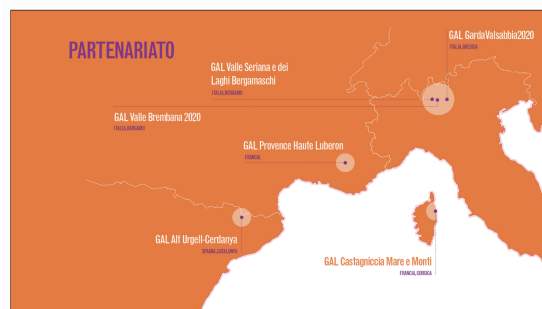 PARTENARIATO
GAL GardaValsabbia2020
ITALIA, BRESCIA
GAL Valle Seriana e dei
Laghi Bergamaschi
ITALIA, BERGAMO
GAL Valle Brembana 2020
ITALIA, BERGAMO
GAL Provence Haute Luberon
FRANCIA
GAL Alt Urgell-Cerdanya
SPAGNA, CATALUNYA
GAL Castagniccia Mare e Monti
FRANCIA, CORSICA